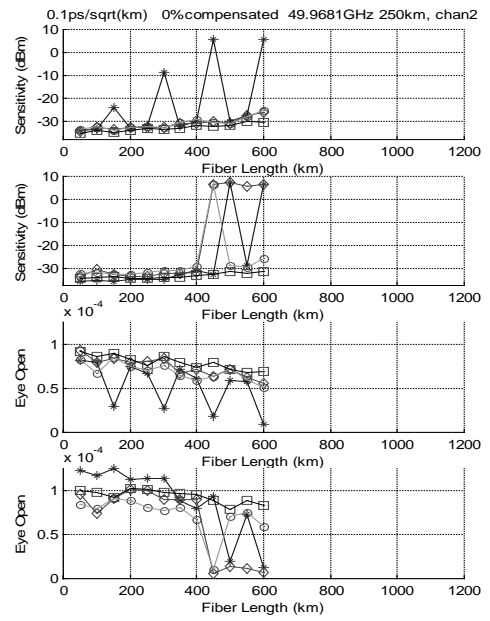 0.1ps/sqrt(km) 0%compensated 49.9681GHz 250km, chan2
10
0
-10
-20
-30
Sensitivity (dBm)
0 200 400 600 800 1000 1200
Fiber Length (km)
10
0
-10
-20
-30
Sensitivity (dBm)
0 200 400 600 800 1000 1200
Fiber Length (km)
x 10^-4
1
0.5
0
Eye Open
0 200 400 600 800 1000 1200
Fiber Length (km)
x 10^-4
1
0.5
0
Eye Open
0 200 400 600 800 1000 1200
Fiber Length (km)